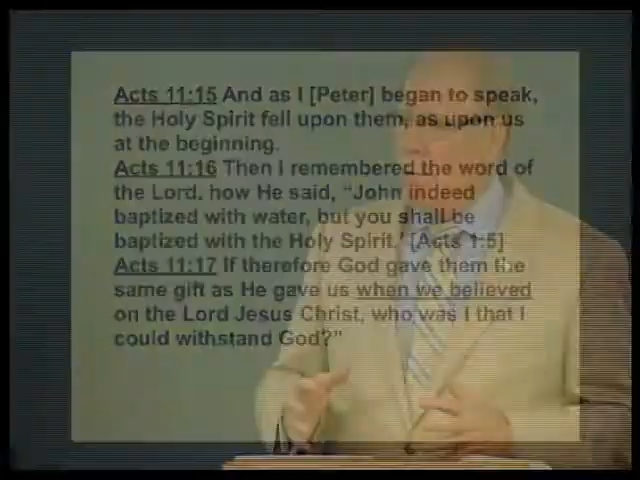 Acts 11:15 And as I [Peter] began to speak,
the Holy Spirit fell upon them, as upon us
at the beginning.
Acts 11:16 Then I remembered the word of
the Lord, how He said, “John indeed
baptized with water, but you shall be
baptized with the Holy Spirit.’ [Acts 1:5]
Acts 11:17 If therefore God gave them the
same gift as He gave us when we believed
on the Lord Jesus Christ, who was I that I
could withstand God?”